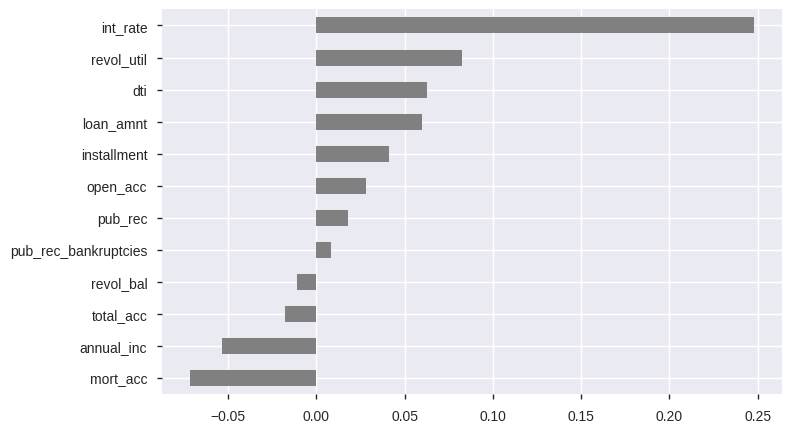 int_rate
revol_util
dti
loan_amnt
installment
open_acc
pub_rec
pub_rec_bankruptcies
revol_bal
total_acc
annual_inc
mort_acc
−0.05 0.00 0.05 0.10 0.15 0.20 0.25